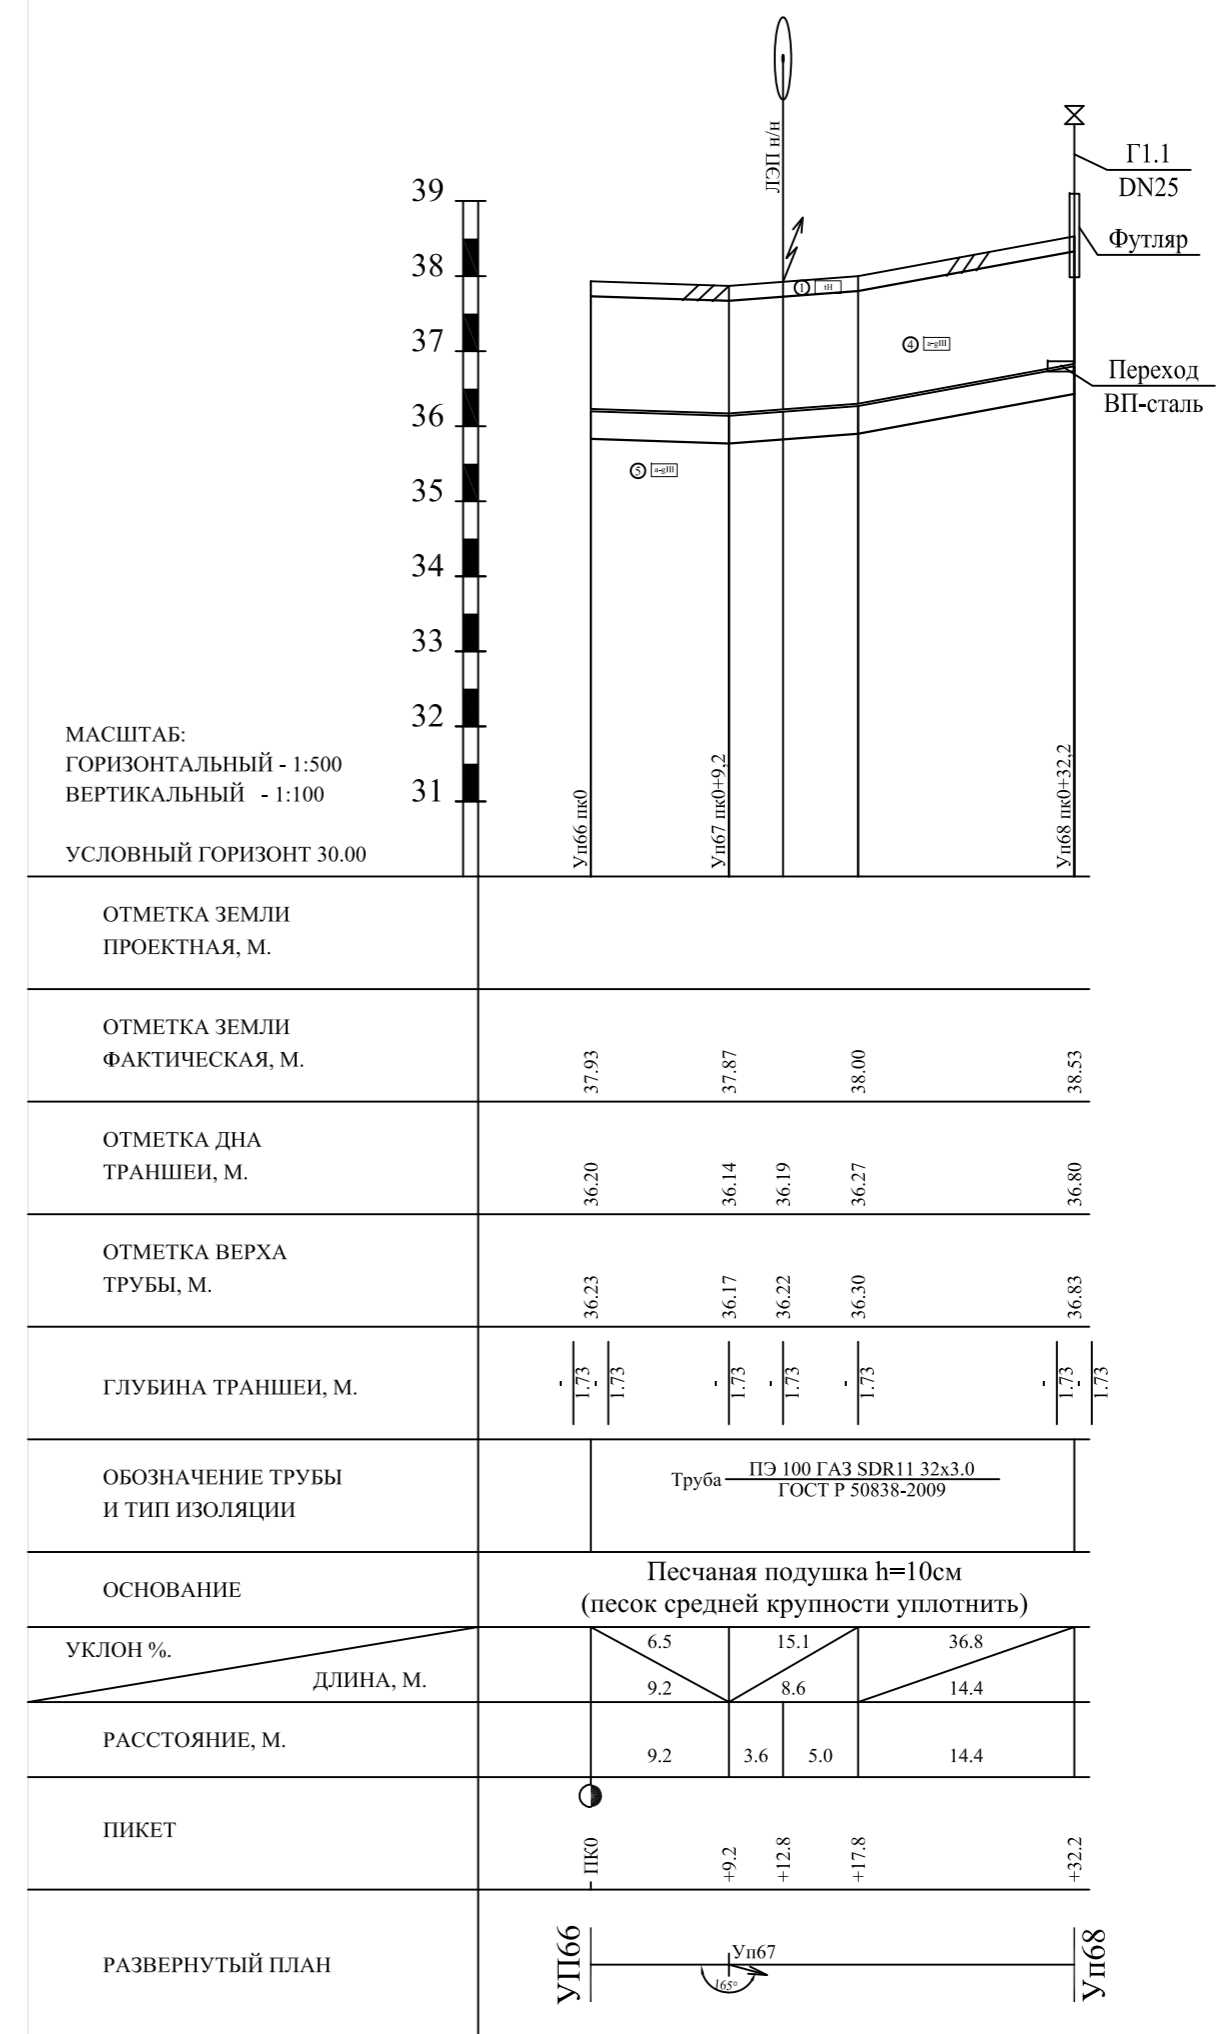 ЛЭП н/н
Г1.1
DN25
Футляр
Переход
ВП-сталь
39
38
37
36
35
34
33
32
31
1 tH
4 a-gIII
5 a-gIII
МАСШТАБ:
ГОРИЗОНТАЛЬНЫЙ - 1:500
ВЕРТИКАЛЬНЫЙ - 1:100
УСЛОВНЫЙ ГОРИЗОНТ 30.00
Уп66 пк0
Уп67 пк0+9,2
Уп68 пк0+32,2
ОТМЕТКА ЗЕМЛИ
ПРОЕКТНАЯ, М.
ОТМЕТКА ЗЕМЛИ
ФАКТИЧЕСКАЯ, М.
37.93 37.87 38.00 38.53
ОТМЕТКА ДНА
ТРАНШЕИ, М.
36.20 36.14 36.19 36.27 36.80
ОТМЕТКА ВЕРХА
ТРУБЫ, М.
36.23 36.17 36.22 36.30 36.83
ГЛУБИНА ТРАНШЕИ, М.
- 1.73 - 1.73 - 1.73 - 1.73 - 1.73 - 1.73 - 1.73
ОБОЗНАЧЕНИЕ ТРУБЫ
И ТИП ИЗОЛЯЦИИ
Труба ПЭ 100 ГАЗ SDR11 32х3.0
ГОСТ Р 50838-2009
ОСНОВАНИЕ
Песчаная подушка h=10см
(песок средней крупности уплотнить)
УКЛОН %.
6.5 15.1 36.8
ДЛИНА, М.
9.2 8.6 14.4
РАССТОЯНИЕ, М.
9.2 3.6 5.0 14.4
ПИКЕТ
ПК0 +9.2 +12.8 +17.8 +32.2
РАЗВЕРНУТЫЙ ПЛАН
УП66
Уп67
165°
Уп68